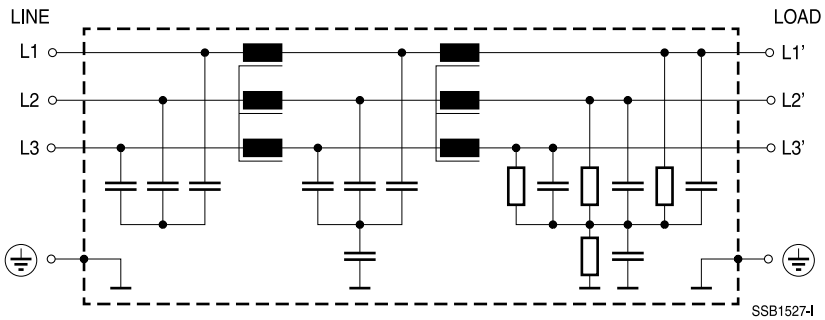 LINE LOAD
L1 L1'
L2 L2'
L3 L3'
SSB1527-I